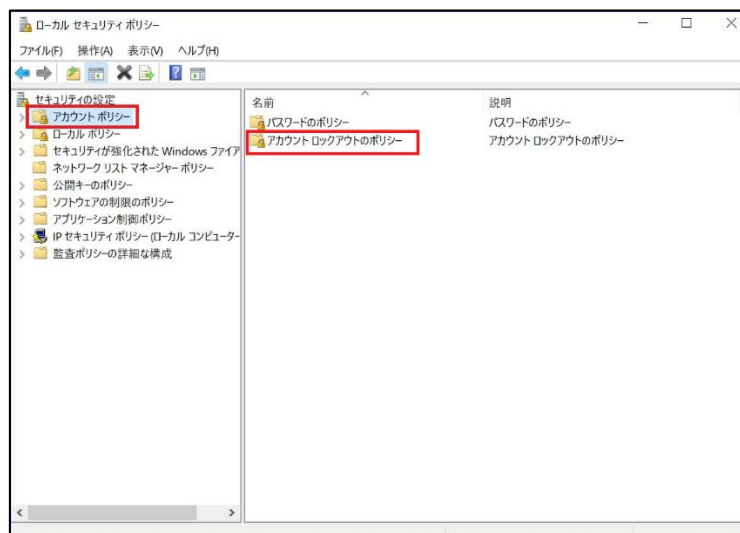 ローカル セキュリティ ポリシー
ファイル(F) 操作(A) 表示(V) ヘルプ(H)
セキュリティの設定
アカウント ポリシー
ローカル ポリシー
セキュリティが強化された Windows ファイア
ネットワーク リスト マネージャー ポリシー
公開キーのポリシー
ソフトウェアの制限のポリシー
アプリケーション制御ポリシー
IP セキュリティ ポリシー (ローカル コンピューター
監査ポリシーの詳細な構成
名前 説明
パスワードのポリシー パスワードのポリシー
アカウント ロックアウトのポリシー アカウント ロックアウトのポリシー